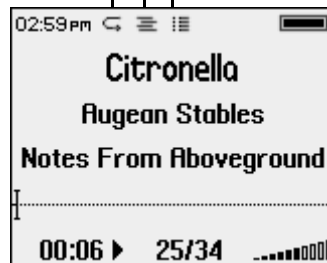 02:59PM
Citronella
Augean Stables
Notes From Aboveground
00:06 25/34